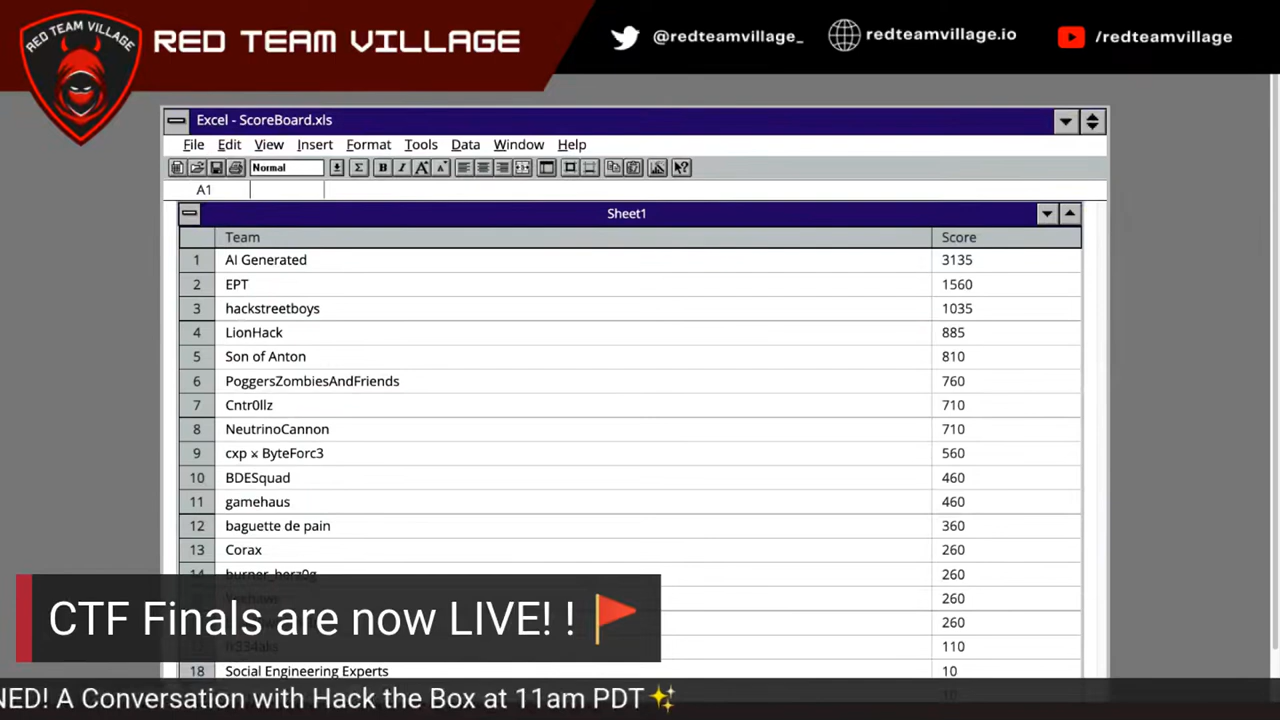 RED TEAM VILLAGE
RED TEAM VILLAGE
@redteamvillage_
redteamvillage.io
/redteamvillage
Excel - ScoreBoard.xls
File Edit View Insert Format Tools Data Window Help
Normal
A1
Sheet1
Team Score
1 AI Generated 3135
2 EPT 1560
3 hackstreetboys 1035
4 LionHack 885
5 Son of Anton 810
6 PoggersZombiesAndFriends 760
7 Cntr0llz 710
8 NeutrinoCannon 710
9 cxp ⚔ ByteForc3 560
10 BDESquad 460
11 gamehaus 460
12 baguette de pain 360
13 Corax 260
14 burner_herz0g 260
260
260
110
18 Social Engineering Experts 10
10
CTF Finals are now LIVE! !
NED! A Conversation with Hack the Box at 11am PDT✨